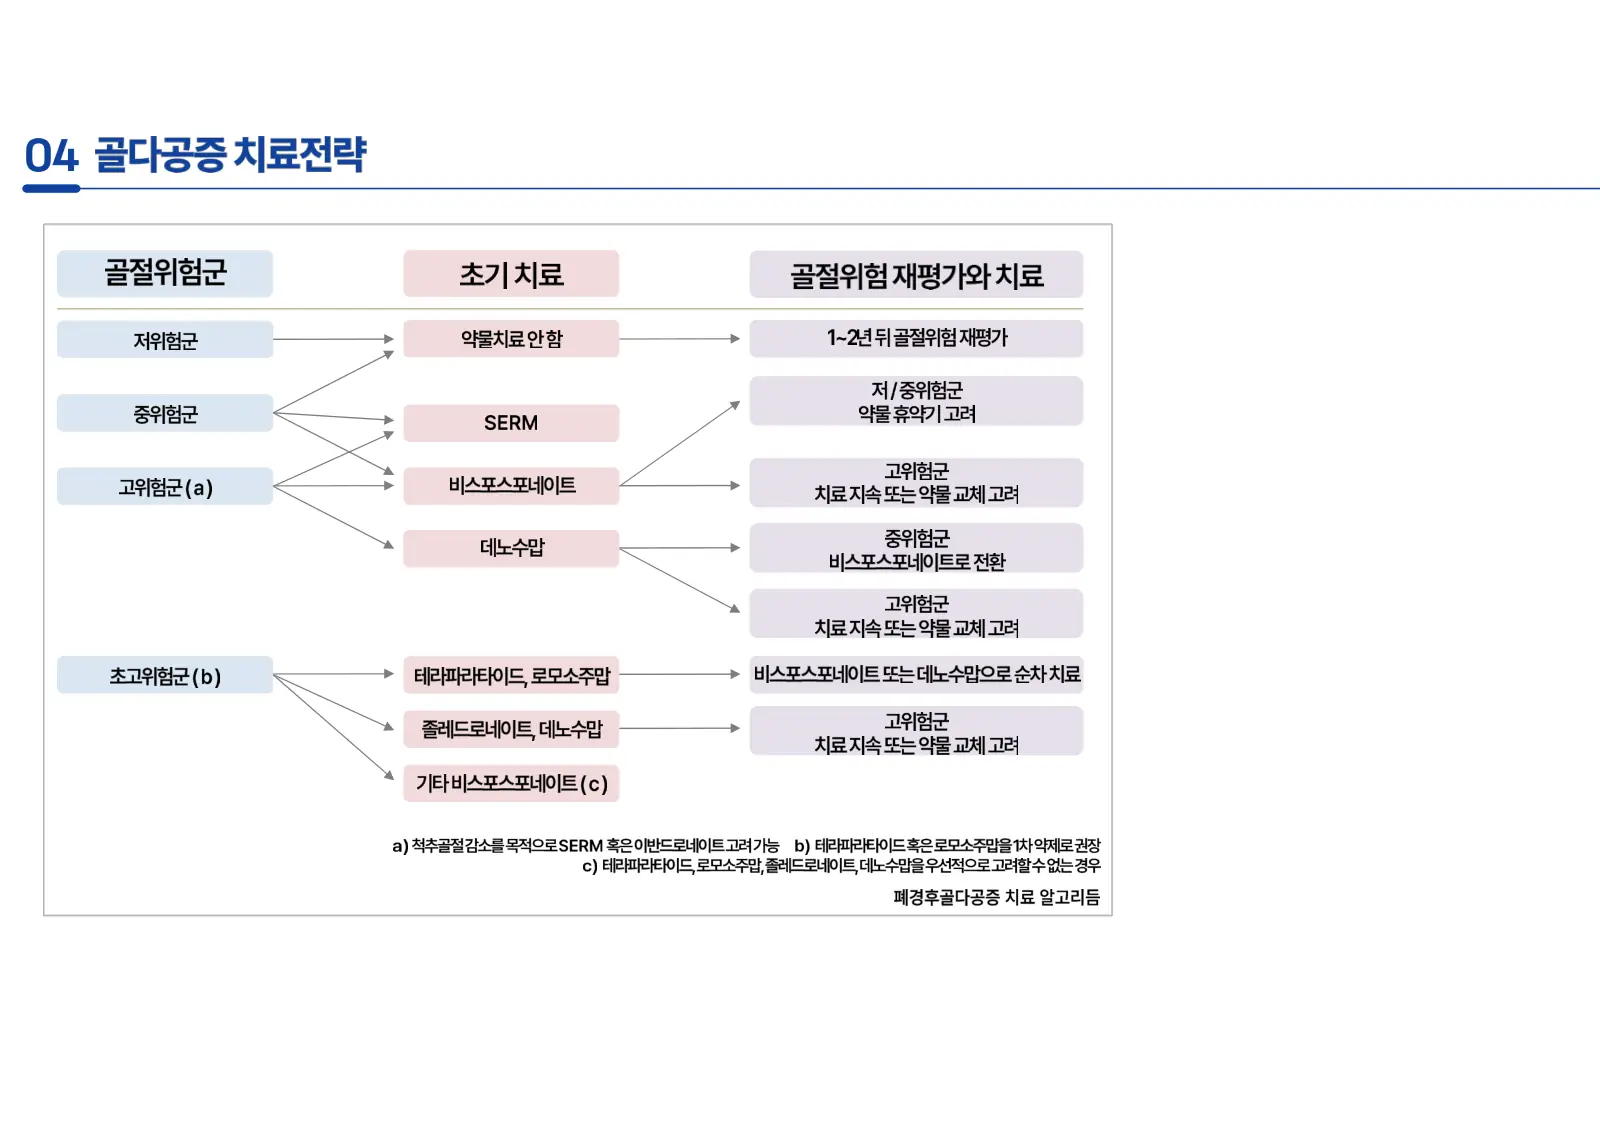 04 골다공증 치료전략
골절위험군
초기 치료
골절위험 재평가와 치료
저위험군
약물치료 안 함
1~2년 뒤 골절위험 재평가
중위험군
SERM
저 / 중위험군
약물 휴약기 고려
고위험군 (a)
비스포스포네이트
고위험군
치료 지속 또는 약물 교체 고려
데노수맙
중위험군
비스포스포네이트로 전환
고위험군
치료 지속 또는 약물 교체 고려
초고위험군 (b)
테라파라타이드, 로모소주맙
비스포스포네이트 또는 데노수맙으로 순차 치료
졸레드로네이트, 데노수맙
고위험군
치료 지속 또는 약물 교체 고려
기타 비스포스포네이트 (c)
a) 척추골절 감소를 목적으로 SERM 혹은 이반드로네이트 고려 가능 b) 테라파라타이드 혹은 로모소주맙을 1차 약제로 권장
c) 테라파라타이드, 로모소주맙, 졸레드로네이트, 데노수맙을 우선적으로 고려할 수 없는 경우
폐경후골다공증 치료 알고리듬